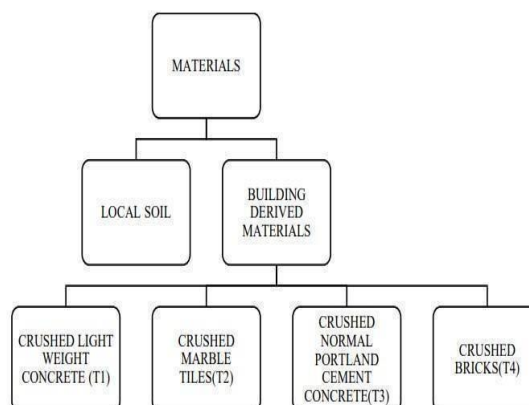 MATERIALS
LOCAL SOIL
BUILDING
DERIVED
MATERIALS
CRUSHED LIGHT
WEIGHT
CONCRETE (T1)
CRUSHED
MARBLE
TILES(T2)
CRUSHED
NORMAL
PORTLAND
CEMENT
CONCRETE(T3)
CRUSHED
BRICKS(T4)